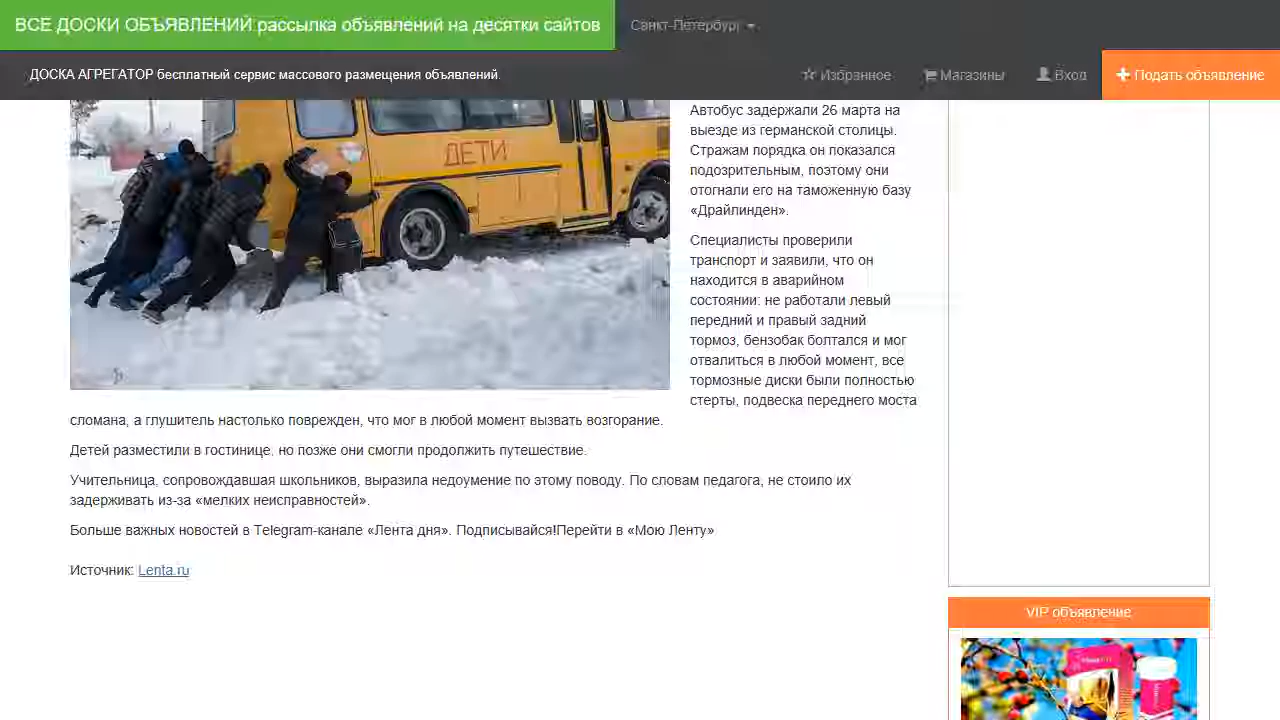 ВСЕ ДОСКИ ОБЪЯВЛЕНИЙ рассылка объявлений на десятки сайтов
Санкт-Петербург
ДОСКА АГРЕГАТОР бесплатный сервис массового размещения объявлений.
Избранное
Магазины
Вход
Подать объявление
ДЕТИ
Автобус задержали 26 марта на
выезде из германской столицы.
Стражам порядка он показался
подозрительным, поэтому они
отогнали его на таможенную базу
«Драйлинден».
Специалисты проверили
транспорт и заявили, что он
находится в аварийном
состоянии: не работали левый
передний и правый задний
тормоз, бензобак болтался и мог
отвалиться в любой момент, все
тормозные диски были полностью
стерты, подвеска переднего моста
сломана, а глушитель настолько поврежден, что мог в любой момент вызвать возгорание.
Детей разместили в гостинице, но позже они смогли продолжить путешествие.
Учительница, сопровождавшая школьников, выразила недоумение по этому поводу. По словам педагога, не стоило их
задерживать из-за «мелких неисправностей».
Больше важных новостей в Telegram-канале «Лента дня». Подписывайся!Перейти в «Мою Ленту»
Источник: Lenta.ru
VIP объявление